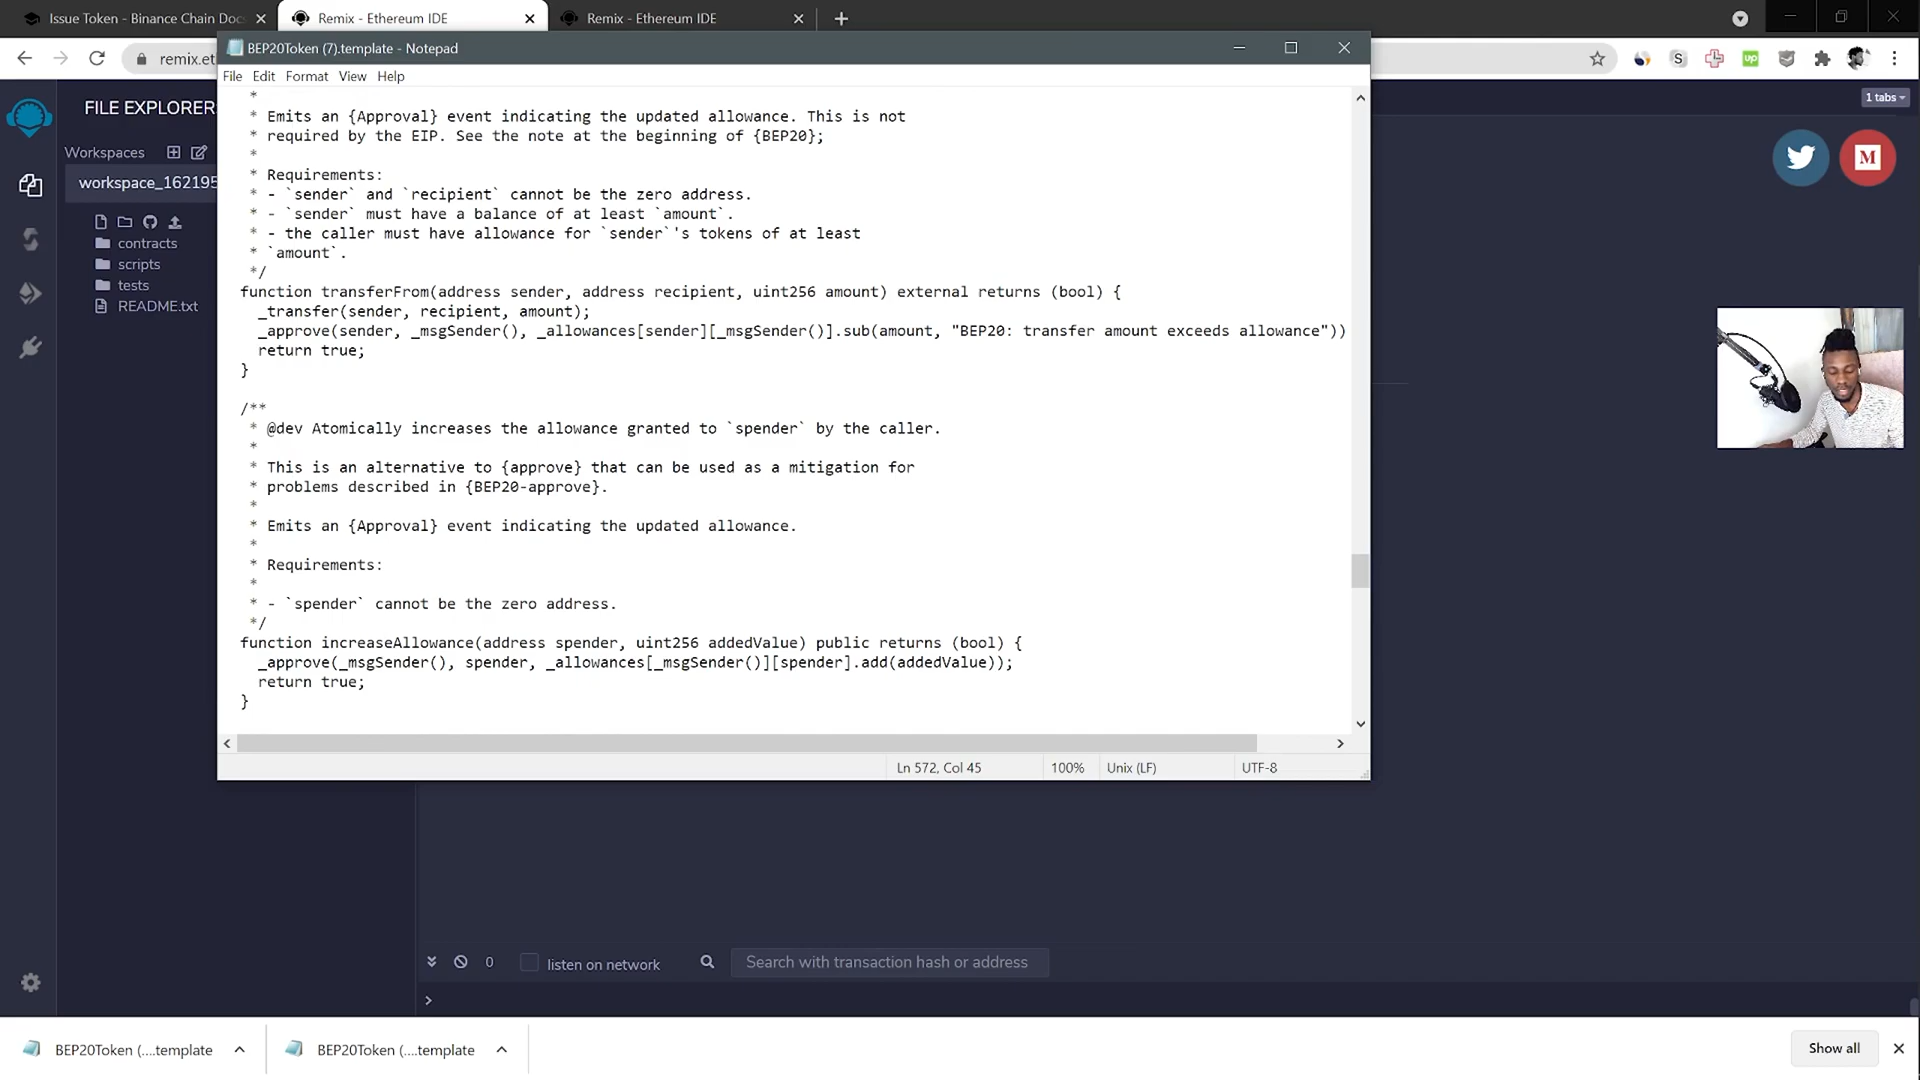 Issue Token - Binance Chain Doc
Remix - Ethereum IDE
Remix - Ethereum IDE
remix.et
BEP20Token (7).template - Notepad
File Edit Format View Help
S
up
FILE EXPLORER
1 tabs
Workspaces
workspace_162195
contracts
scripts
tests
README.txt
M
*
* Emits an {Approval} event indicating the updated allowance. This is not
* required by the EIP. See the note at the beginning of {BEP20};
*
* Requirements:
* - `sender` and `recipient` cannot be the zero address.
* - `sender` must have a balance of at least `amount`.
* - the caller must have allowance for `sender`'s tokens of at least
* `amount`.
*/
function transferFrom(address sender, address recipient, uint256 amount) external returns (bool) {
_transfer(sender, recipient, amount);
_approve(sender, _msgSender(), _allowances[sender][_msgSender()].sub(amount, "BEP20: transfer amount exceeds allowance"))
return true;
}
/**
* @dev Atomically increases the allowance granted to `spender` by the caller.
*
* This is an alternative to {approve} that can be used as a mitigation for
* problems described in {BEP20-approve}.
*
* Emits an {Approval} event indicating the updated allowance.
*
* Requirements:
*
* - `spender` cannot be the zero address.
*/
function increaseAllowance(address spender, uint256 addedValue) public returns (bool) {
_approve(_msgSender(), spender, _allowances[_msgSender()][spender].add(addedValue));
return true;
}
Ln 572, Col 45 100% Unix (LF) UTF-8
0 listen on network Search with transaction hash or address
>
BEP20Token (....template
BEP20Token (....template
Show all